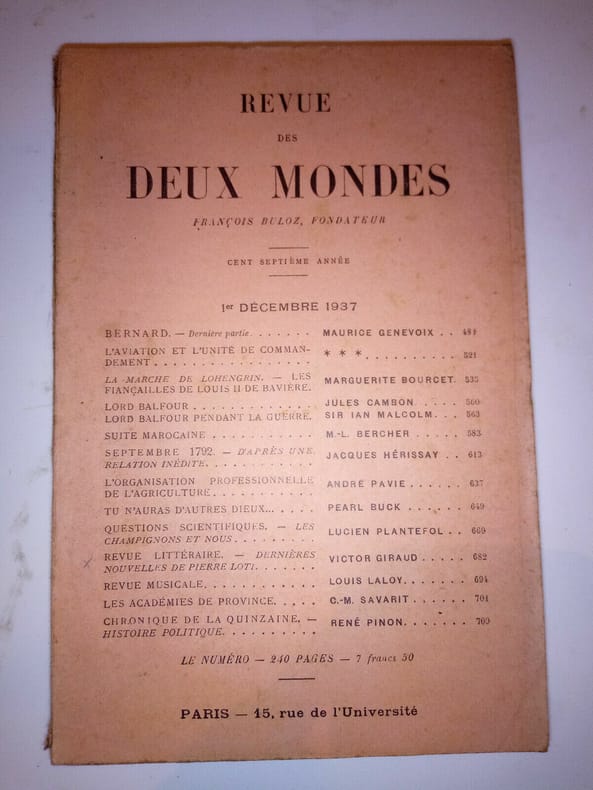 REVUE
DES
DEUX MONDES
FRANÇOIS BULOZ, FONDATEUR
CENT SEPTIÈME ANNÉE
1er DÉCEMBRE 1937
BERNARD. — Dernière partie. . . . . . . MAURICE GENEVOIX . . 481
L'AVIATION ET L'UNITÉ DE COMMAN-
DEMENT . . . . . . . . . . . . . . . . . * * * . . . . . . . . . . 521
LA MARCHE DE LOHENGRIN. — LES
FIANÇAILLES DE LOUIS II DE BAVIÈRE. MARGUERITE BOURCET. 535
LORD BALFOUR . . . . . . . . . . . . . JULES CAMBON. . . . . 560
LORD BALFOUR PENDANT LA GUERRE. SIR IAN MALCOLM. . . 563
SUITE MAROCAINE . . . . . . . . . . . M.-L. BERCHER . . . . . 583
SEPTEMBRE 1792. — D'APRÈS UNE
RELATION INÉDITE. . . . . . . . . . . . JACQUES HÉRISSAY . . 613
L'ORGANISATION PROFESSIONNELLE
DE L'AGRICULTURE. . . . . . . . . . . ANDRÉ PAVIE . . . . . . 637
TU N'AURAS D'AUTRES DIEUX... . . . . PEARL BUCK . . . . . . 649
QUESTIONS SCIENTIFIQUES. — LES
CHAMPIGNONS ET NOUS. . . . . . . . . LUCIEN PLANTEFOL . . 669
REVUE LITTÉRAIRE. — DERNIÈRES
NOUVELLES DE PIERRE LOTI. . . . . . . VICTOR GIRAUD . . . . . 682
REVUE MUSICALE. . . . . . . . . . . . LOUIS LALOY. . . . . . . 694
LES ACADÉMIES DE PROVINCE. . . . . C.-M. SAVARIT . . . . . . 701
CHRONIQUE DE LA QUINZAINE. —
HISTOIRE POLITIQUE. . . . . . . . . . RENÉ PINON. . . . . . . 709
LE NUMÉRO — 240 PAGES — 7 francs 50
PARIS — 15, rue de l'Université